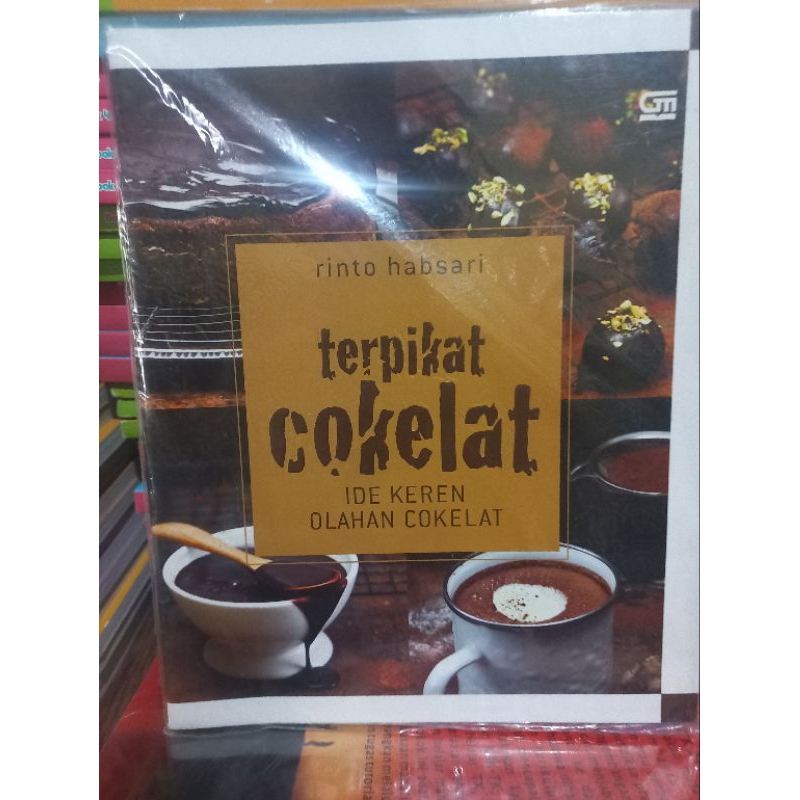 rinto habsari
terpikat
cokelat
IDE KEREN
OLAHAN COKELAT